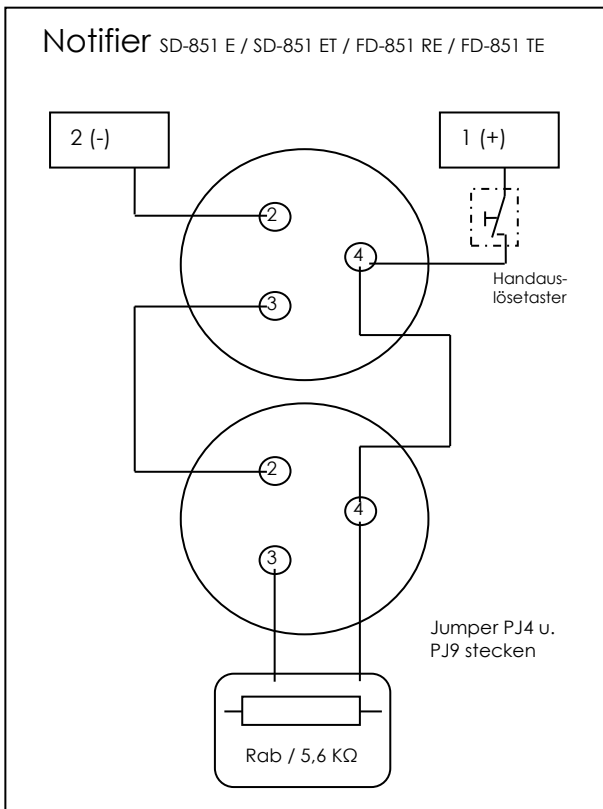 Notifier SD-851 E / SD-851 ET / FD-851 RE / FD-851 TE
2 (-)
1 (+)
2
4
3
Handaus-
lösetaster
2
4
3
Jumper PJ4 u.
PJ9 stecken
Rab / 5,6 KΩ